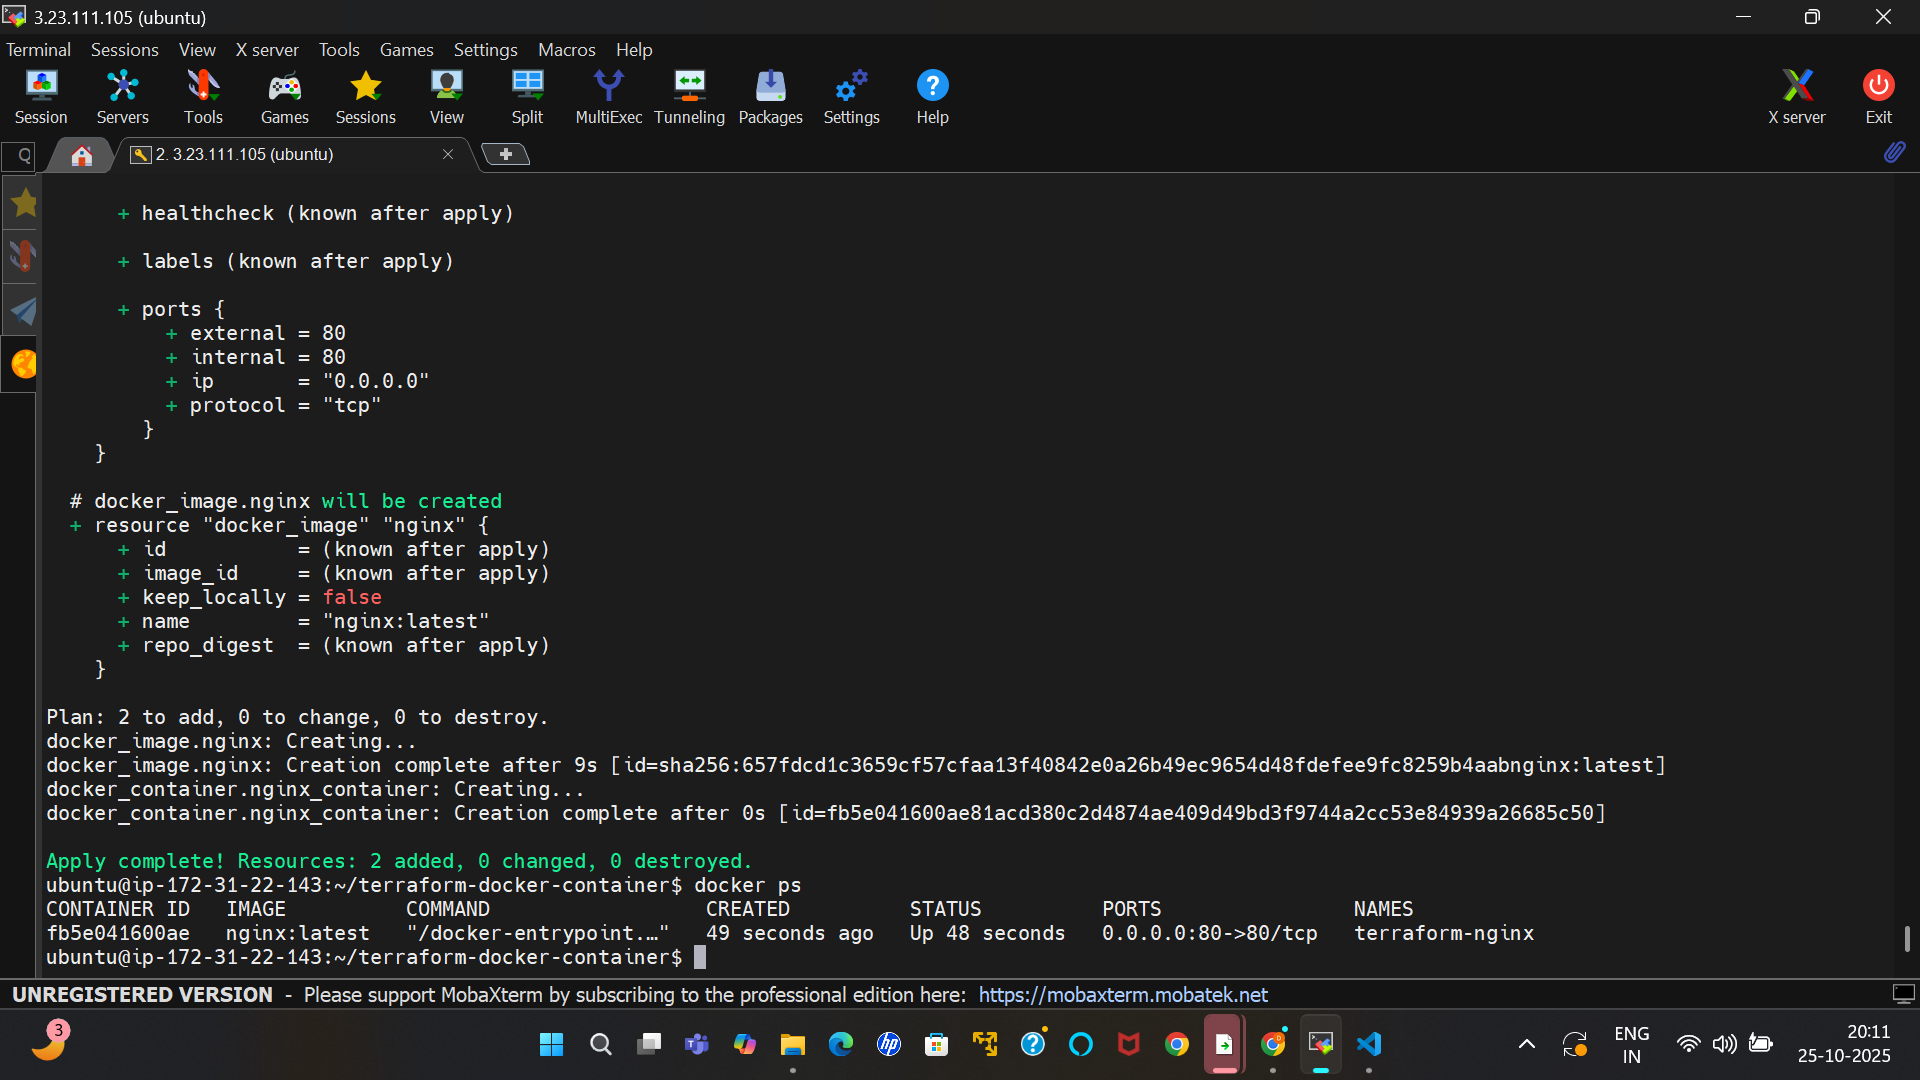 3.23.111.105 (ubuntu)
Terminal Sessions View X server Tools Games Settings Macros Help
Session Servers Tools Games Sessions View Split MultiExec Tunneling Packages Settings Help X server Exit
2. 3.23.111.105 (ubuntu)
+ healthcheck (known after apply)
+ labels (known after apply)
+ ports {
+ external = 80
+ internal = 80
+ ip       = "0.0.0.0"
+ protocol = "tcp"
}
}
# docker_image.nginx will be created
+ resource "docker_image" "nginx" {
+ id           = (known after apply)
+ image_id     = (known after apply)
+ keep_locally = false
+ name         = "nginx:latest"
+ repo_digest  = (known after apply)
}
Plan: 2 to add, 0 to change, 0 to destroy.
docker_image.nginx: Creating...
docker_image.nginx: Creation complete after 9s [id=sha256:657fdcd1c3659cf57cfaa13f40842e0a26b49ec9654d48fdefee9fc8259b4aabnginx:latest]
docker_container.nginx_container: Creating...
docker_container.nginx_container: Creation complete after 0s [id=fb5e041600ae81acd380c2d4874ae409d49bd3f9744a2cc53e84939a26685c50]
Apply complete! Resources: 2 added, 0 changed, 0 destroyed.
ubuntu@ip-172-31-22-143:~/terraform-docker-container$ docker ps
CONTAINER ID   IMAGE          COMMAND                  CREATED          STATUS          PORTS                NAMES
fb5e041600ae   nginx:latest   "/docker-entrypoint.…"   49 seconds ago   Up 48 seconds   0.0.0.0:80->80/tcp   terraform-nginx
ubuntu@ip-172-31-22-143:~/terraform-docker-container$
UNREGISTERED VERSION - Please support MobaXterm by subscribing to the professional edition here: https://mobaxterm.mobatek.net
3
ENG
IN
20:11
25-10-2025